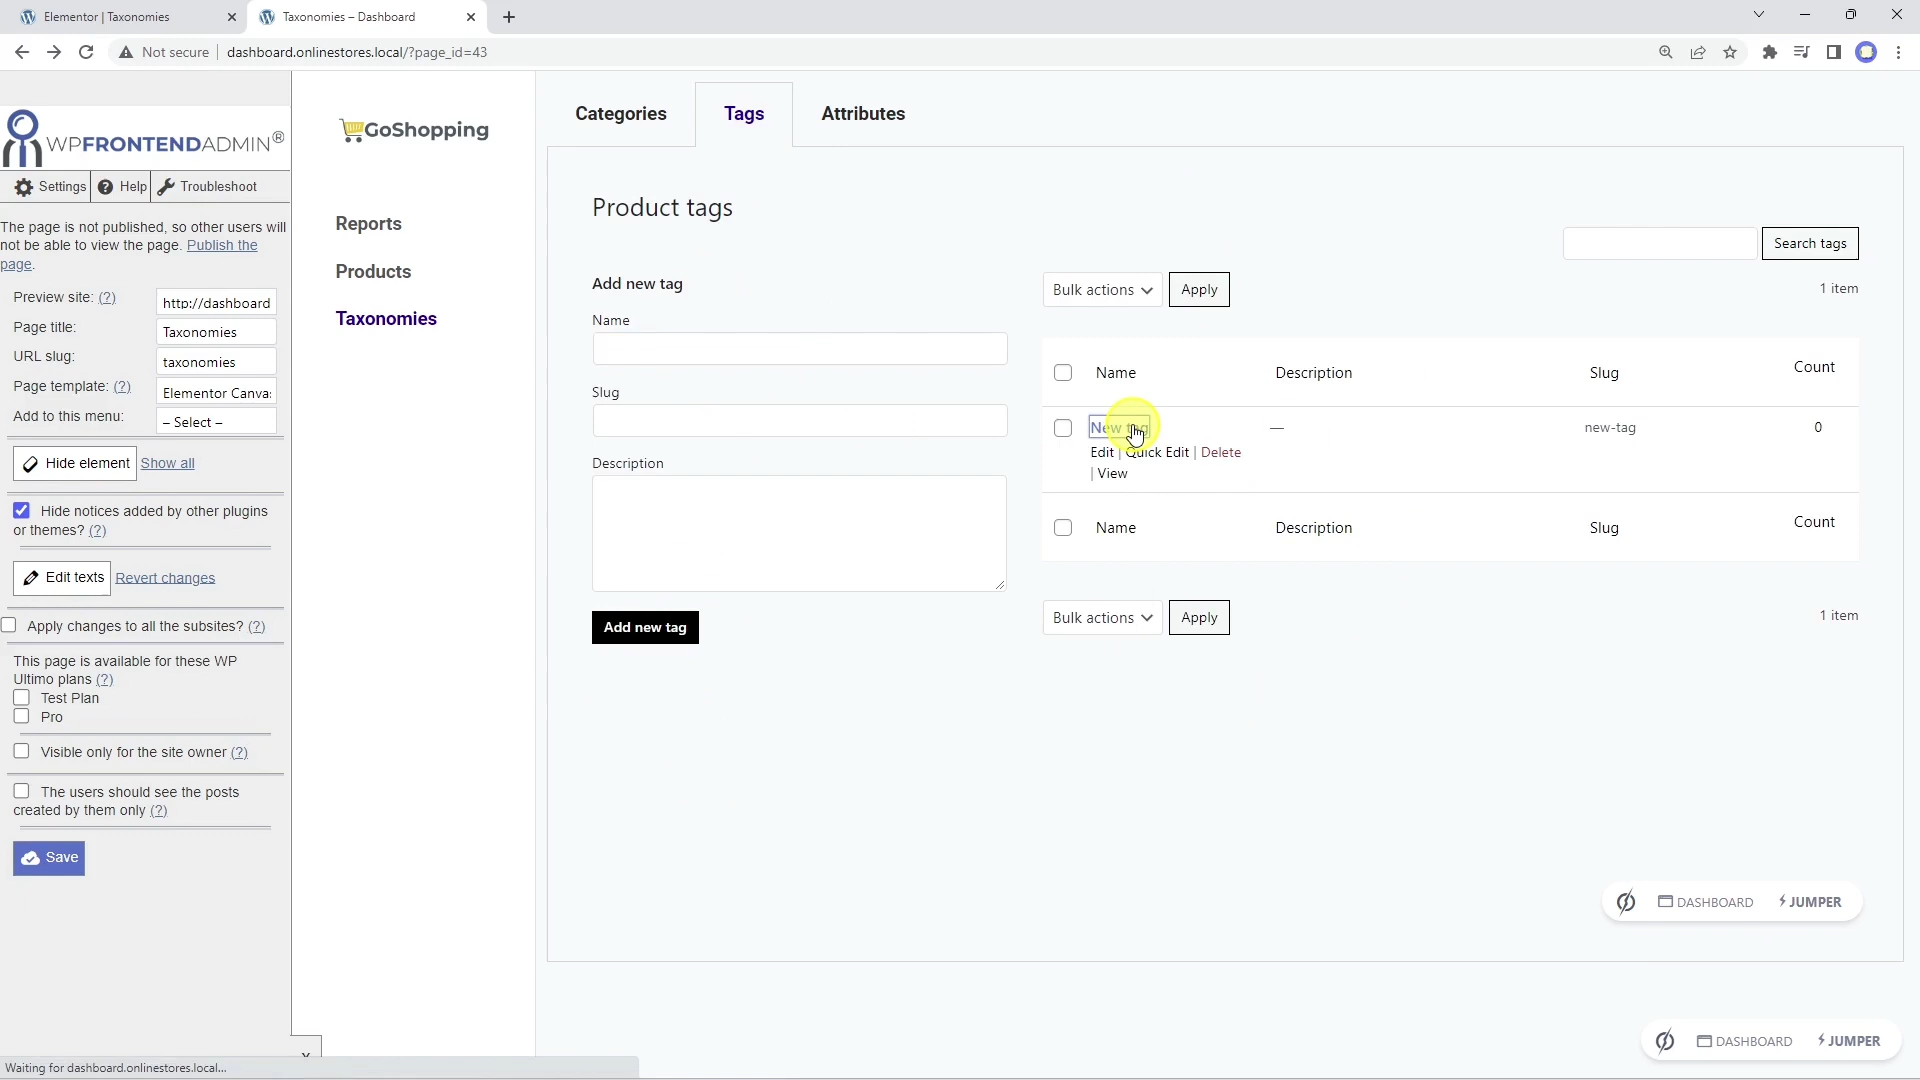 Elementor | Taxonomies
Taxonomies – Dashboard
Not secure
dashboard.onlinestores.local/?page_id=43
WPFRONTENDADMIN®
Settings
Help
Troubleshoot
The page is not published, so other users will
not be able to view the page. Publish the
page.
Preview site: (?)
http://dashboard
Page title:
Taxonomies
URL slug:
taxonomies
Page template: (?)
Elementor Canva
Add to this menu:
– Select –
Hide element
Show all
Hide notices added by other plugins
or themes? (?)
Edit texts
Revert changes
Apply changes to all the subsites? (?)
This page is available for these WP
Ultimo plans (?)
Test Plan
Pro
Visible only for the site owner (?)
The users should see the posts
created by them only (?)
Save
Waiting for dashboard.onlinestores.local...
GoShopping
Reports
Products
Taxonomies
Categories
Tags
Attributes
Product tags
Search tags
Add new tag
Name
Slug
Description
Add new tag
Bulk actions
Apply
1 item
Name
Description
Slug
Count
New tag
—
new-tag
0
Edit | Quick Edit | Delete
| View
Name
Description
Slug
Count
Bulk actions
Apply
1 item
DASHBOARD
JUMPER
DASHBOARD
JUMPER